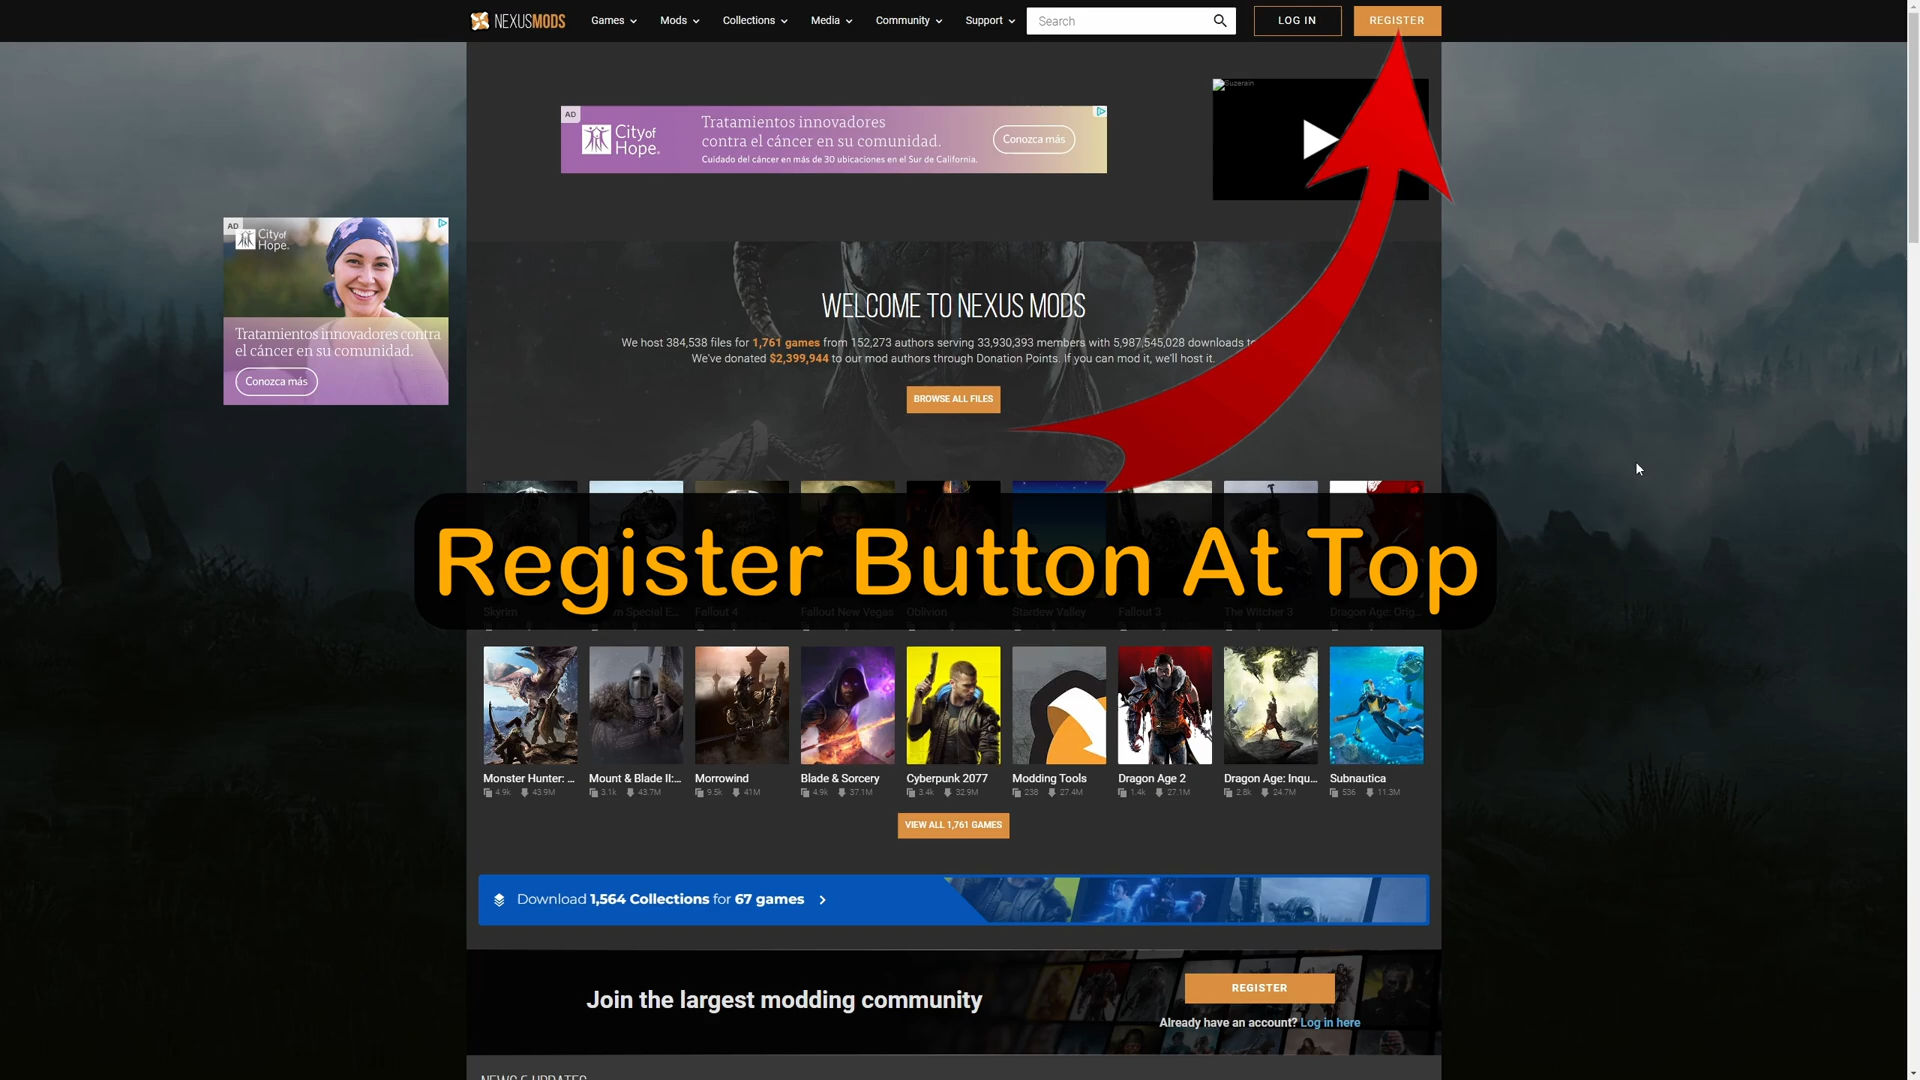 NEXUSMODS
Games
Mods
Collections
Media
Community
Support
Search
LOG IN
REGISTER
AD
City of Hope.
Tratamientos innovadores
contra el cáncer en su comunidad.
Cuidado del cáncer en más de 30 ubicaciones en el Sur de California.
Conozca más
Suzerain
AD
City of Hope.
Tratamientos innovadores contra
el cáncer en su comunidad.
Conozca más
WELCOME TO NEXUS MODS
We host 384,538 files for 1,761 games from 152,273 authors serving 33,930,393 members with 5,987,545,028 downloads
We've donated $2,399,944 to our mod authors through Donation Points. If you can mod it, we'll host it.
BROWSE ALL FILES
Register Button At Top
Skyrim
Special E...
Fallout 4
Fallout New Vegas
Oblivion
Stardew Valley
Fallout 3
The Witcher 3
Dragon Age: Orig...
Monster Hunter: ...
4.9k 43.9M
Mount & Blade II:...
3.1k 43.7M
Morrowind
9.5k 41M
Blade & Sorcery
4.9k 37.1M
Cyberpunk 2077
3.4k 32.9M
Modding Tools
238 27.4M
Dragon Age 2
1.4k 27.1M
Dragon Age: Inqu...
2.8k 24.7M
Subnautica
536 11.3M
VIEW ALL 1,761 GAMES
Download 1,564 Collections for 67 games
Join the largest modding community
REGISTER
Already have an account? Log in here
NEWS & UPDATES